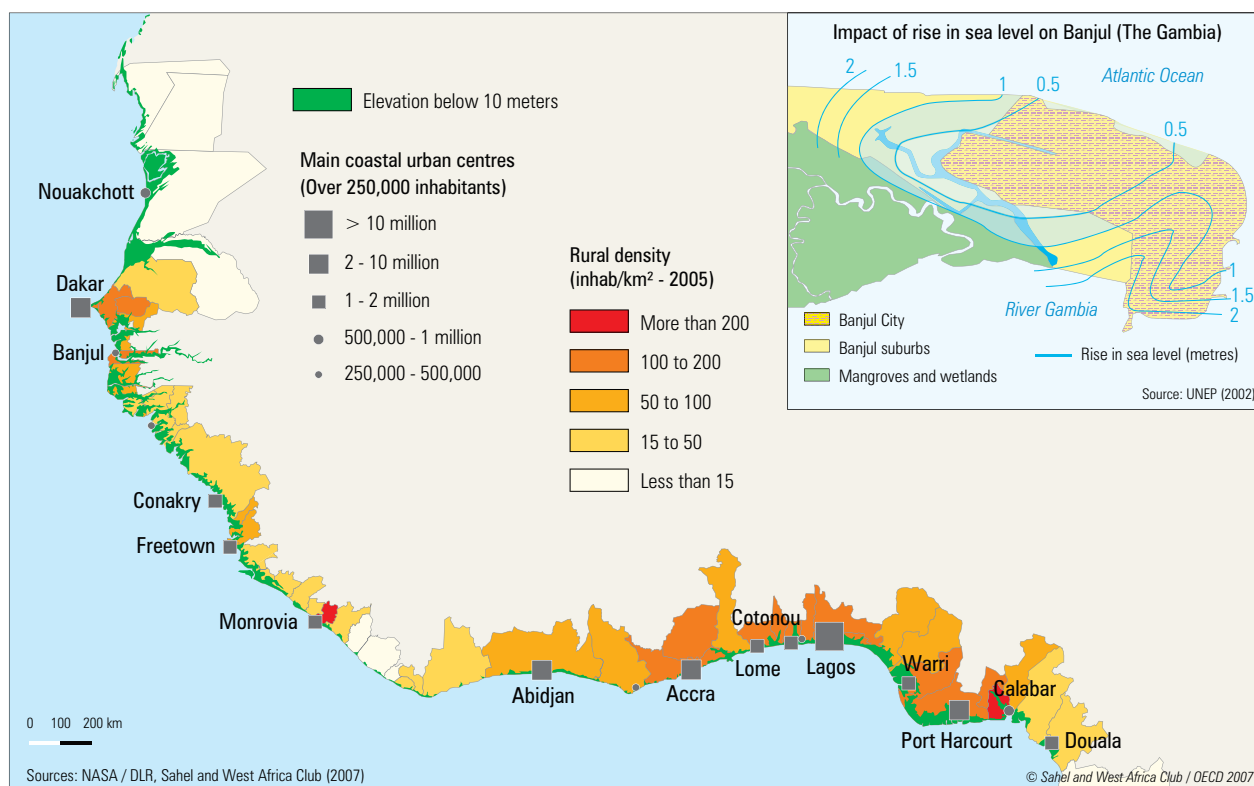 Impact of rise in sea level on Banjul (The Gambia)
2
1.5
1
0.5
Atlantic Ocean
0.5
1
1.5
2
River Gambia
Banjul City
Banjul suburbs
Mangroves and wetlands
Rise in sea level (metres)
Source: UNEP (2002)
Elevation below 10 meters
Main coastal urban centres
(Over 250,000 inhabitants)
> 10 million
2 - 10 million
1 - 2 million
500,000 - 1 million
250,000 - 500,000
Rural density
(inhab/km² - 2005)
More than 200
100 to 200
50 to 100
15 to 50
Less than 15
Nouakchott
Dakar
Banjul
Conakry
Freetown
Monrovia
Abidjan
Accra
Lome
Cotonou
Lagos
Warri
Port Harcourt
Calabar
Douala
0 100 200 km
Sources: NASA / DLR, Sahel and West Africa Club (2007)
© Sahel and West Africa Club / OECD 2007